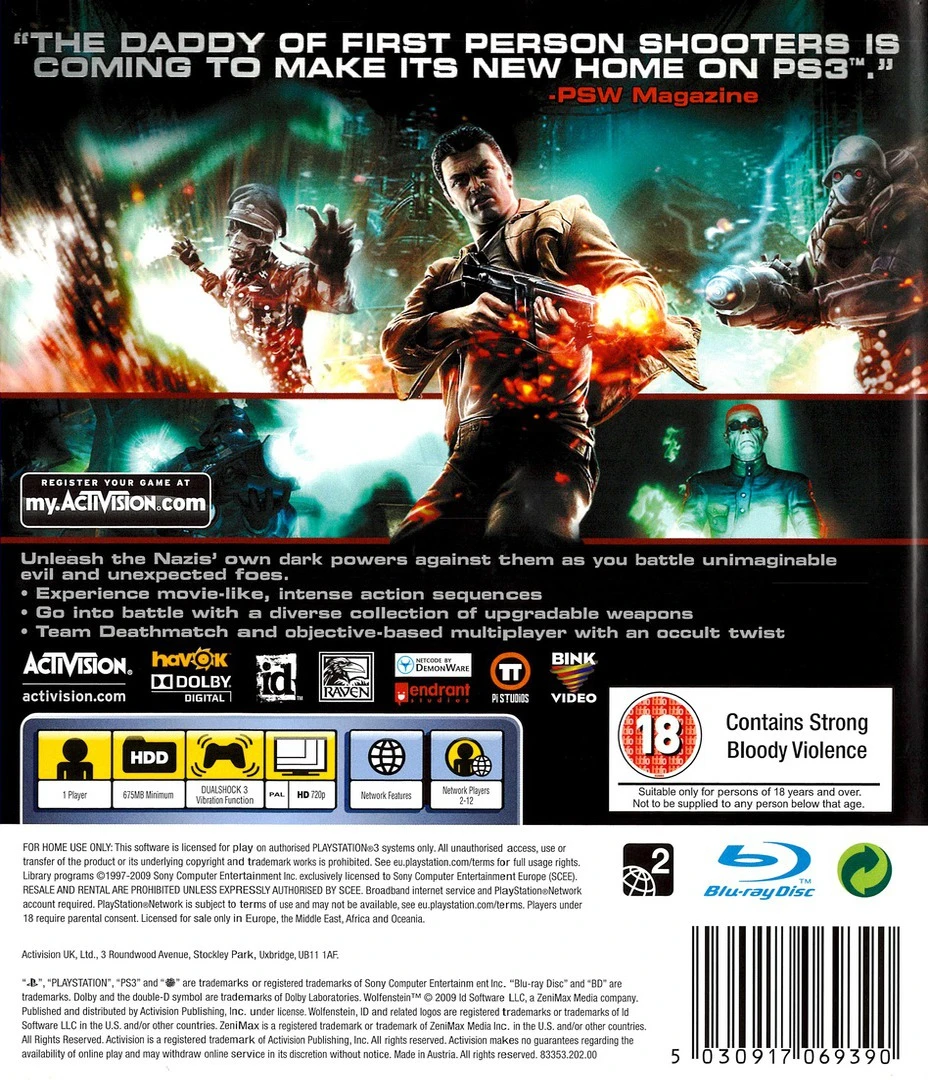 “THE DADDY OF FIRST PERSON SHOOTERS IS
COMING TO MAKE ITS NEW HOME ON PS3™.”
-PSW Magazine
REGISTER YOUR GAME AT
my.ACTIVISION.com
Unleash the Nazis’ own dark powers against them as you battle unimaginable
evil and unexpected foes.
• Experience movie-like, intense action sequences
• Go into battle with a diverse collection of upgradable weapons
• Team Deathmatch and objective-based multiplayer with an occult twist
ACTIVISION®
activision.com
havok
DOLBY
DIGITAL
id™
RAVEN
NETCODE BY
DEMONWARE
endrant
studios
PI STUDIOS
BINK
VIDEO
18
Contains Strong
Bloody Violence
Suitable only for persons of 18 years and over.
Not to be supplied to any person below that age.
1 Player
HDD
675MB Minimum
DUALSHOCK 3
Vibration Function
PAL HD 720p
Network Features
Network Players
2-12
FOR HOME USE ONLY: This software is licensed for play on authorised PLAYSTATION®3 systems only. All unauthorised access, use or
transfer of the product or its underlying copyright and trademark works is prohibited. See eu.playstation.com/terms for full usage rights.
Library programs ©1997-2009 Sony Computer Entertainment Inc. exclusively licensed to Sony Computer Entertainment Europe (SCEE).
RESALE AND RENTAL ARE PROHIBITED UNLESS EXPRESSLY AUTHORISED BY SCEE. Broadband internet service and PlayStation®Network
account required. PlayStation®Network is subject to terms of use and may not be available, see eu.playstation.com/terms. Players under
18 require parental consent. Licensed for sale only in Europe, the Middle East, Africa and Oceania.
2
Blu-ray Disc™
Activision UK, Ltd., 3 Roundwood Avenue, Stockley Park, Uxbridge, UB11 1AF.
“ ”, “PLAYSTATION”, “PS3” and “ ” are trademarks or registered trademarks of Sony Computer Entertainm ent Inc. “Blu-ray Disc” and “BD” are
trademarks. Dolby and the double-D symbol are trademarks of Dolby Laboratories. Wolfenstein™ © 2009 Id Software LLC, a ZeniMax Media company.
Published and distributed by Activision Publishing, Inc. under license. Wolfenstein, ID and related logos are registered trademarks or trademarks of Id
Software LLC in the U.S. and/or other countries. ZeniMax is a registered trademark or trademark of ZeniMax Media Inc. in the U.S. and/or other countries.
All Rights Reserved. Activision is a registered trademark of Activision Publishing, Inc. All rights reserved. Activision makes no guarantees regarding the
availability of online play and may withdraw online service in its discretion without notice. Made in Austria. All rights reserved. 83353.202.00
5 030917 069390